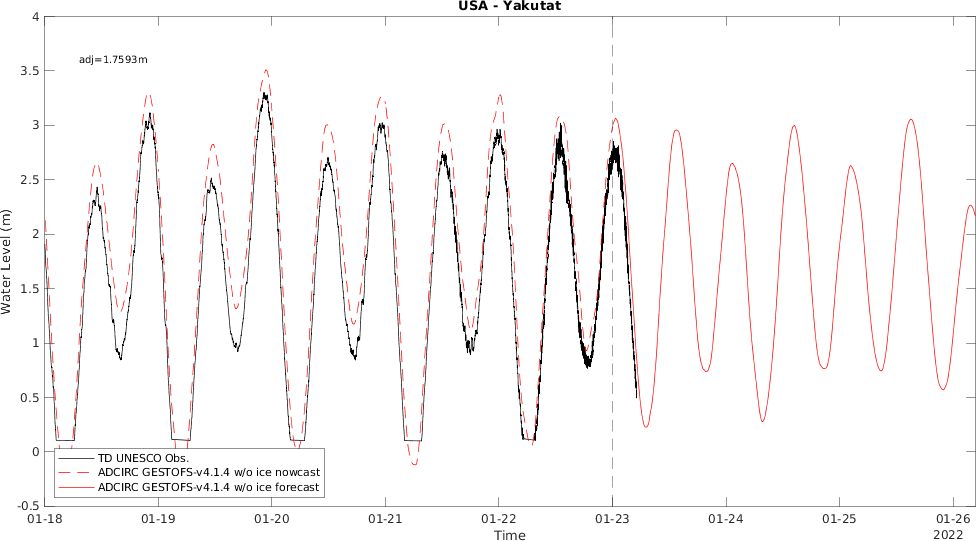 USA - Yakutat
adj=1.7593m
Water Level (m)
4
3.5
3
2.5
2
1.5
1
0.5
0
-0.5
TD UNESCO Obs.
ADCIRC GESTOFS-v4.1.4 w/o ice nowcast
ADCIRC GESTOFS-v4.1.4 w/o ice forecast
01-18 01-19 01-20 01-21 01-22 01-23 01-24 01-25 01-26
Time
2022